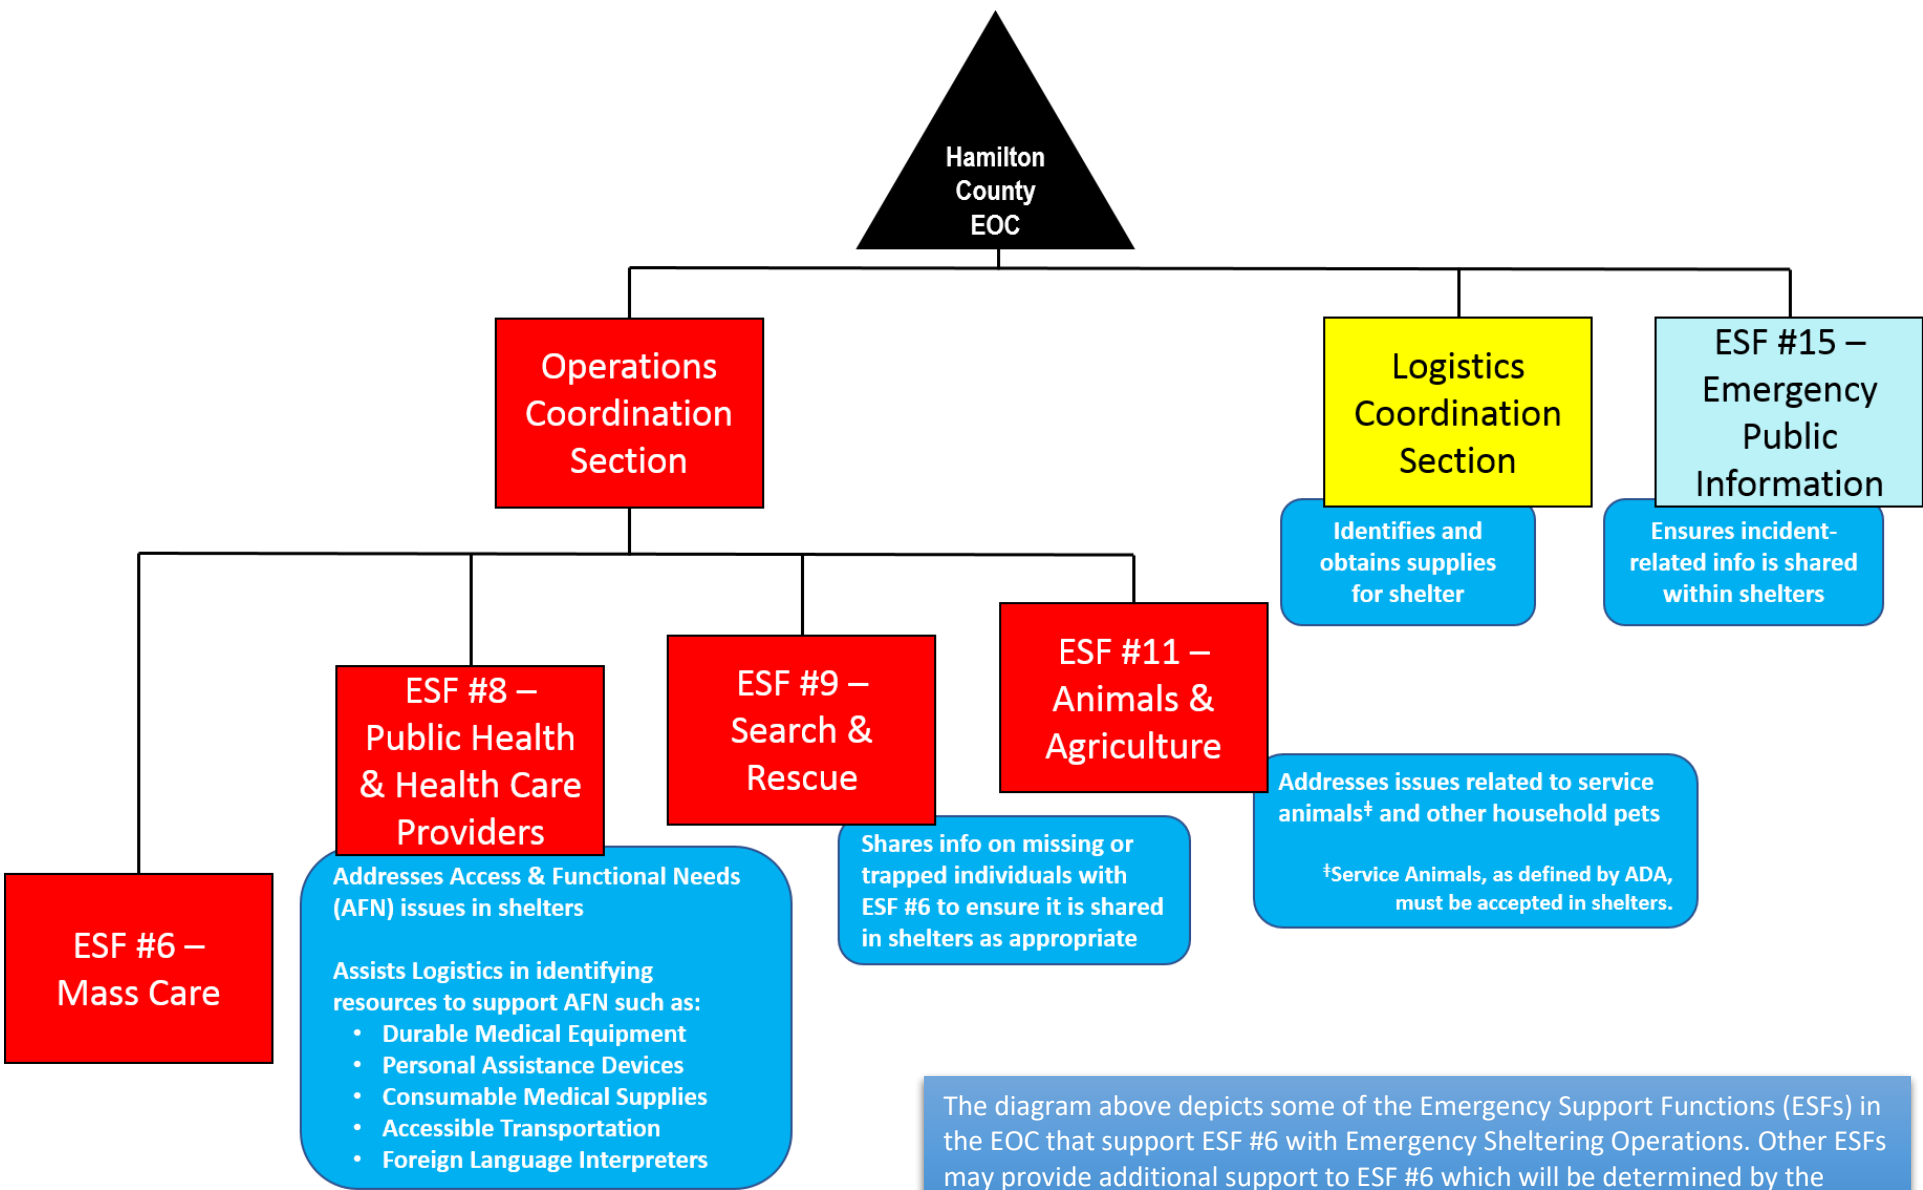 Hamilton
County
EOC
Operations
Coordination
Section
Logistics
Coordination
Section
ESF #15 –
Emergency
Public
Information
Identifies and
obtains supplies
for shelter
Ensures incident-
related info is shared
within shelters
ESF #6 –
Mass Care
ESF #8 –
Public Health
& Health Care
Providers
Addresses Access & Functional Needs
(AFN) issues in shelters
Assists Logistics in identifying
resources to support AFN such as:
• Durable Medical Equipment
• Personal Assistance Devices
• Consumable Medical Supplies
• Accessible Transportation
• Foreign Language Interpreters
ESF #9 –
Search &
Rescue
Shares info on missing or
trapped individuals with
ESF #6 to ensure it is shared
in shelters as appropriate
ESF #11 –
Animals &
Agriculture
Addresses issues related to service
animals‡ and other household pets
‡Service Animals, as defined by ADA,
must be accepted in shelters.
The diagram above depicts some of the Emergency Support Functions (ESFs) in
the EOC that support ESF #6 with Emergency Sheltering Operations. Other ESFs
may provide additional support to ESF #6 which will be determined by the